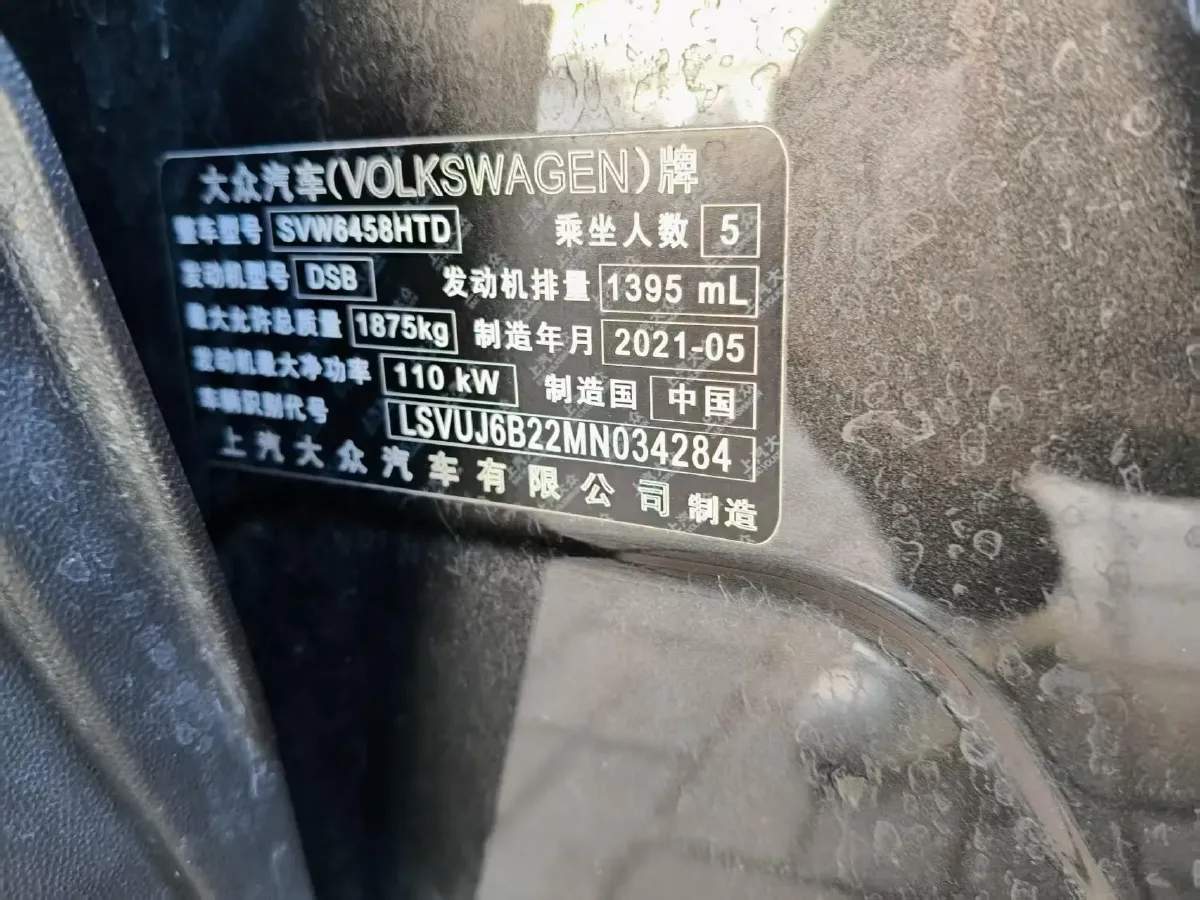 大众汽车(VOLKSWAGEN)牌
整车型号 SVW6458HTD 乘坐人数 5
发动机型号 DSB 发动机排量 1395 mL
最大允许总质量 1875kg 制造年月 2021-05
发动机最大净功率 110 kW 制造国 中国
车辆识别代号 LSVUJ6B22MN034284
上汽大众汽车有限公司 制造